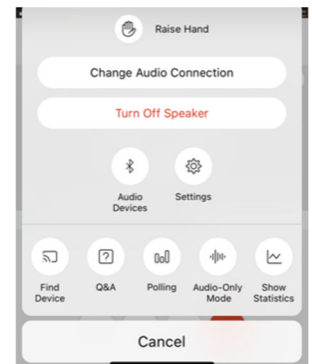 Raise Hand
Change Audio Connection
Turn Off Speaker
Audio
Devices
Settings
Find
Device
Q&A
Polling
Audio-Only
Mode
Show
Statistics
Cancel